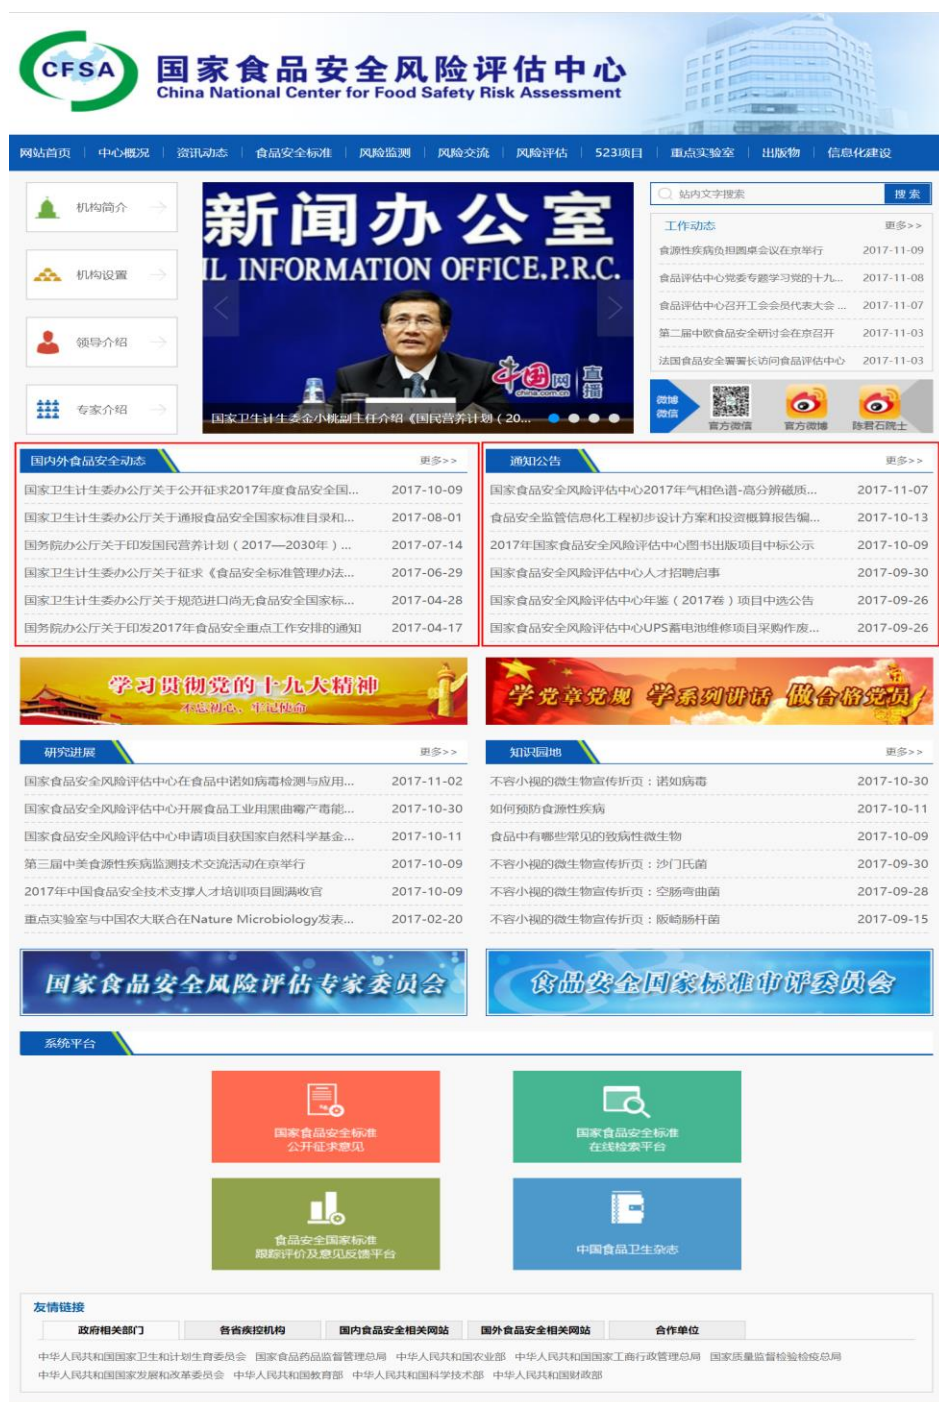 CFSA
国家食品安全风险评估中心
China National Center for Food Safety Risk Assessment
网站首页 中心概况 资讯动态 食品安全标准 风险监测 风险交流 风险评估 523项目 重点实验室 出版物 信息化建设
机构简介
机构设置
领导介绍
专家介绍
新闻办公室
IL INFORMATION OFFICE,P.R.C.
中国网
直播
china.com.cn
国家卫生计生委金小桃副主任介绍《国民营养计划（20...
站内文字搜索 搜 索
工作动态 更多>>
食源性疾病负担圆桌会议在京举行 2017-11-09
食品评估中心党委专题学习党的十九... 2017-11-08
食品评估中心召开工会会员代表大会 ... 2017-11-07
第二届中欧食品安全研讨会在京召开 2017-11-03
法国食品安全署署长访问食品评估中心 2017-11-03
微博
微信
官方微信 官方微博 陈君石院士
国内外食品安全动态 更多>>
国家卫生计生委办公厅关于公开征求2017年度食品安全国... 2017-10-09
国家卫生计生委办公厅关于通报食品安全国家标准目录和... 2017-08-01
国务院办公厅关于印发国民营养计划（2017—2030年）... 2017-07-14
国家卫生计生委办公厅关于征求《食品安全标准管理办法... 2017-06-29
国家卫生计生委办公厅关于规范进口尚无食品安全国家标... 2017-04-28
国务院办公厅关于印发2017年食品安全重点工作安排的通知 2017-04-17
通知公告 更多>>
国家食品安全风险评估中心2017年气相色谱-高分辨磁质... 2017-11-07
食品安全监管信息化工程初步设计方案和投资概算报告编... 2017-10-13
2017年国家食品安全风险评估中心图书出版项目中标公示 2017-10-09
国家食品安全风险评估中心人才招聘启事 2017-09-30
国家食品安全风险评估中心年鉴（2017卷）项目中选公告 2017-09-26
国家食品安全风险评估中心UPS蓄电池维修项目采购作废... 2017-09-26
学习贯彻党的十九大精神
不忘初心、牢记使命
学党章党规 学系列讲话 做合格党员
研究进展 更多>>
国家食品安全风险评估中心在食品中诺如病毒检测与应用... 2017-11-02
国家食品安全风险评估中心开展食品工业用黑曲霉产毒能... 2017-10-30
国家食品安全风险评估中心申请项目获国家自然科学基金... 2017-10-11
第三届中美食源性疾病监测技术交流活动在京举行 2017-10-09
2017年中国食品安全技术支撑人才培训项目圆满收官 2017-10-09
重点实验室与中国农大联合在Nature Microbiology发表... 2017-02-20
知识园地 更多>>
不容小视的微生物宣传折页：诺如病毒 2017-10-30
如何预防食源性疾病 2017-10-11
食品中有哪些常见的致病性微生物 2017-10-09
不容小视的微生物宣传折页：沙门氏菌 2017-09-30
不容小视的微生物宣传折页：空肠弯曲菌 2017-09-28
不容小视的微生物宣传折页：阪崎肠杆菌 2017-09-15
国家食品安全风险评估专家委员会
食品安全国家标准审评委员会
系统平台
国家食品安全标准
公开征求意见
国家食品安全标准
在线检索平台
食品安全国家标准
跟踪评价及意见反馈平台
中国食品卫生杂志
友情链接
政府相关部门 各省疾控机构 国内食品安全相关网站 国外食品安全相关网站 合作单位
中华人民共和国国家卫生和计划生育委员会 国家食品药品监督管理总局 中华人民共和国农业部 中华人民共和国国家工商行政管理总局 国家质量监督检验检疫总局
中华人民共和国国家发展和改革委员会 中华人民共和国教育部 中华人民共和国科学技术部 中华人民共和国财政部